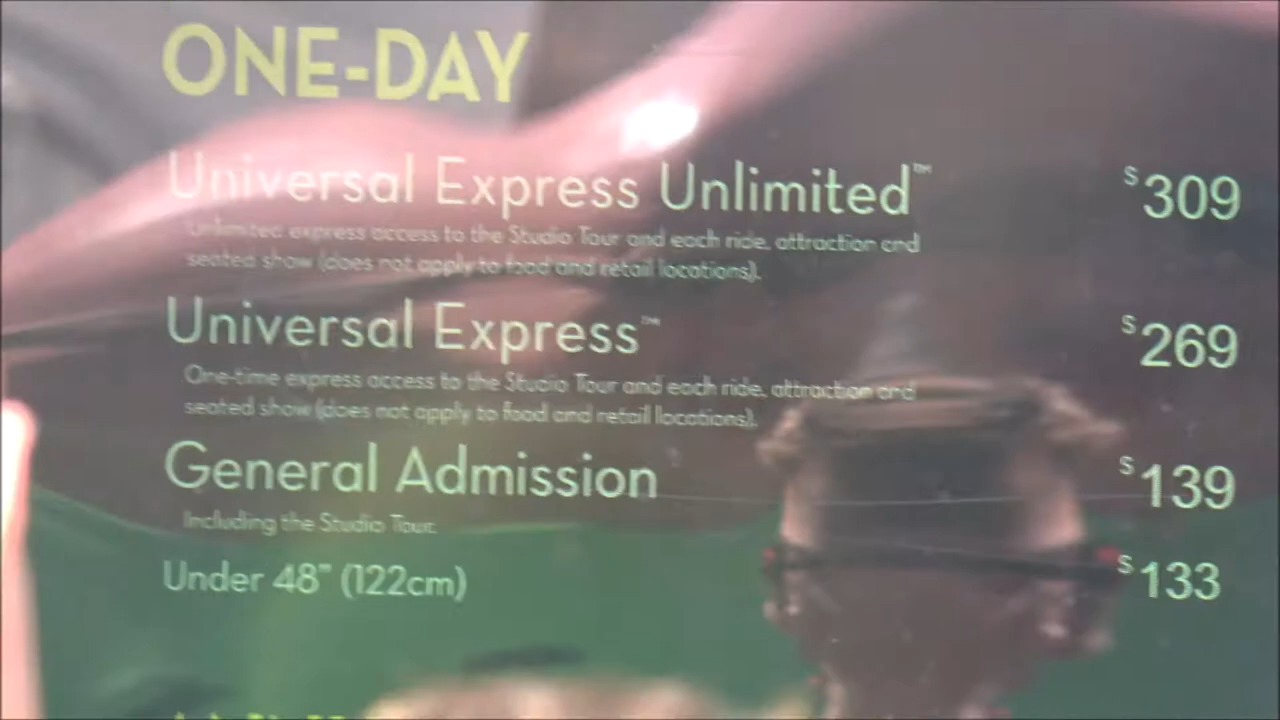 ONE-DAY
Universal Express Unlimited™ $309
Unlimited express access to the Studio Tour and each ride, attraction and
seated show (does not apply to food and retail locations).
Universal Express™ $269
One-time express access to the Studio Tour and each ride, attraction and
seated show (does not apply to food and retail locations).
General Admission $139
Including the Studio Tour.
Under 48" (122cm) $133